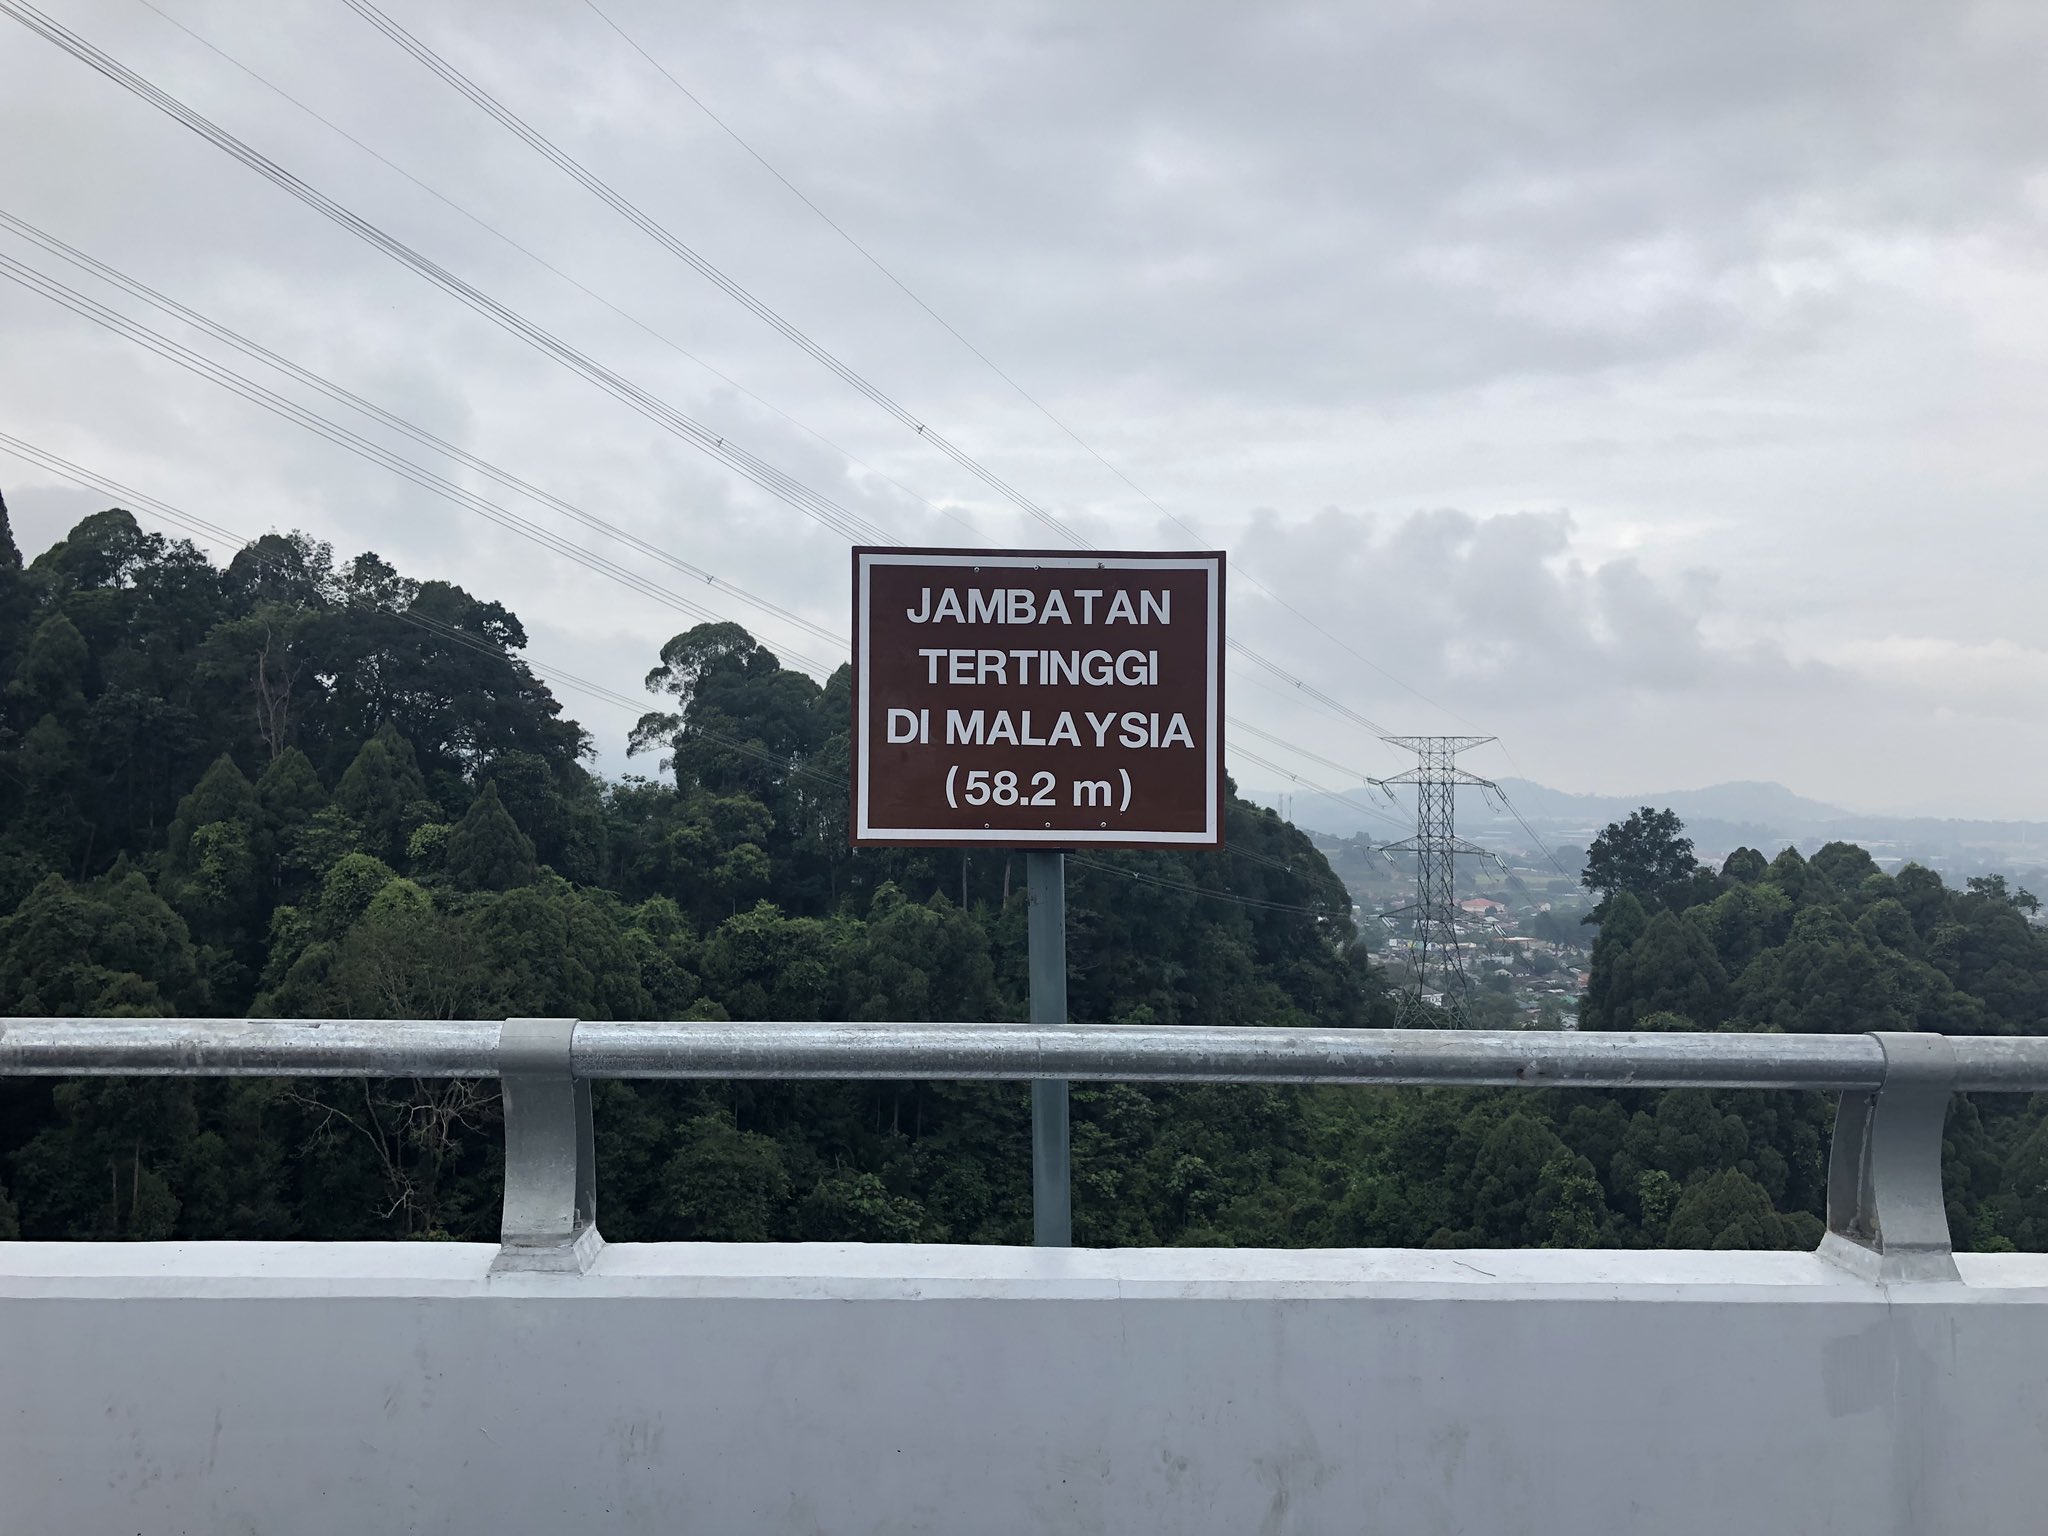 JAMBATAN
TERTINGGI
DI MALAYSIA
(58.2 m)